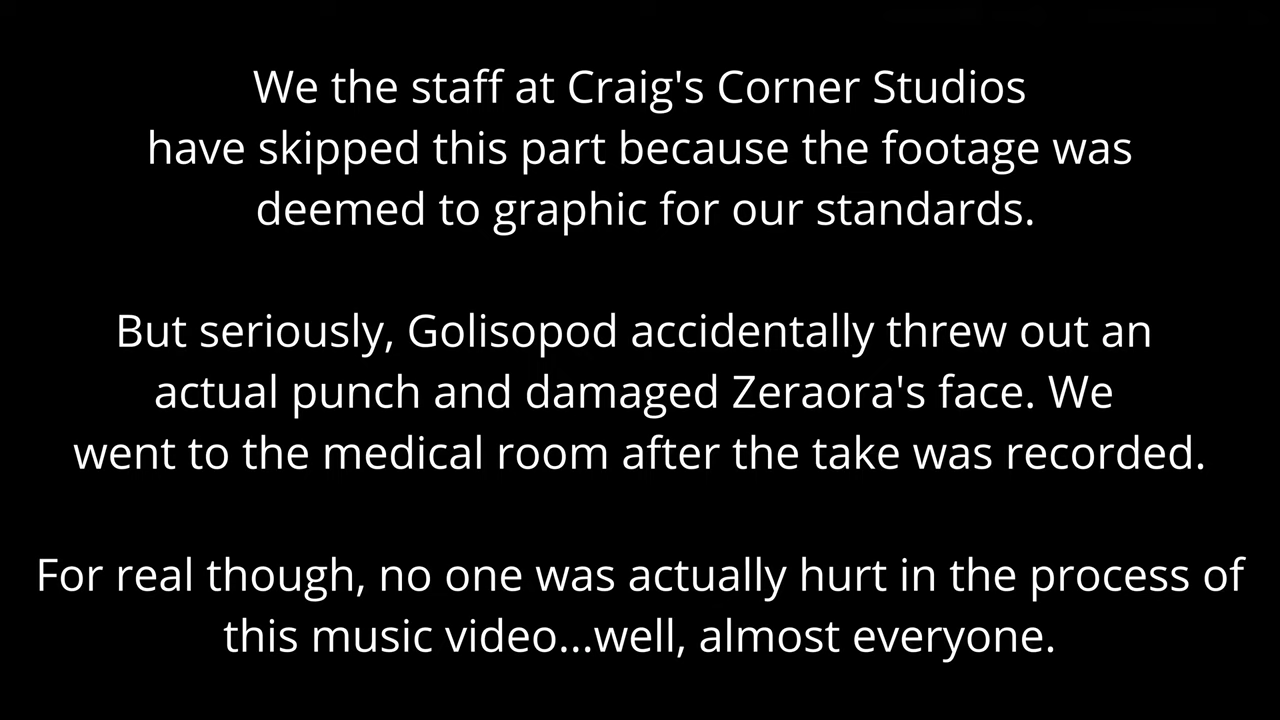 We the staff at Craig's Corner Studios
have skipped this part because the footage was
deemed to graphic for our standards.
But seriously, Golisopod accidentally threw out an
actual punch and damaged Zeraora's face. We
went to the medical room after the take was recorded.
For real though, no one was actually hurt in the process of
this music video...well, almost everyone.